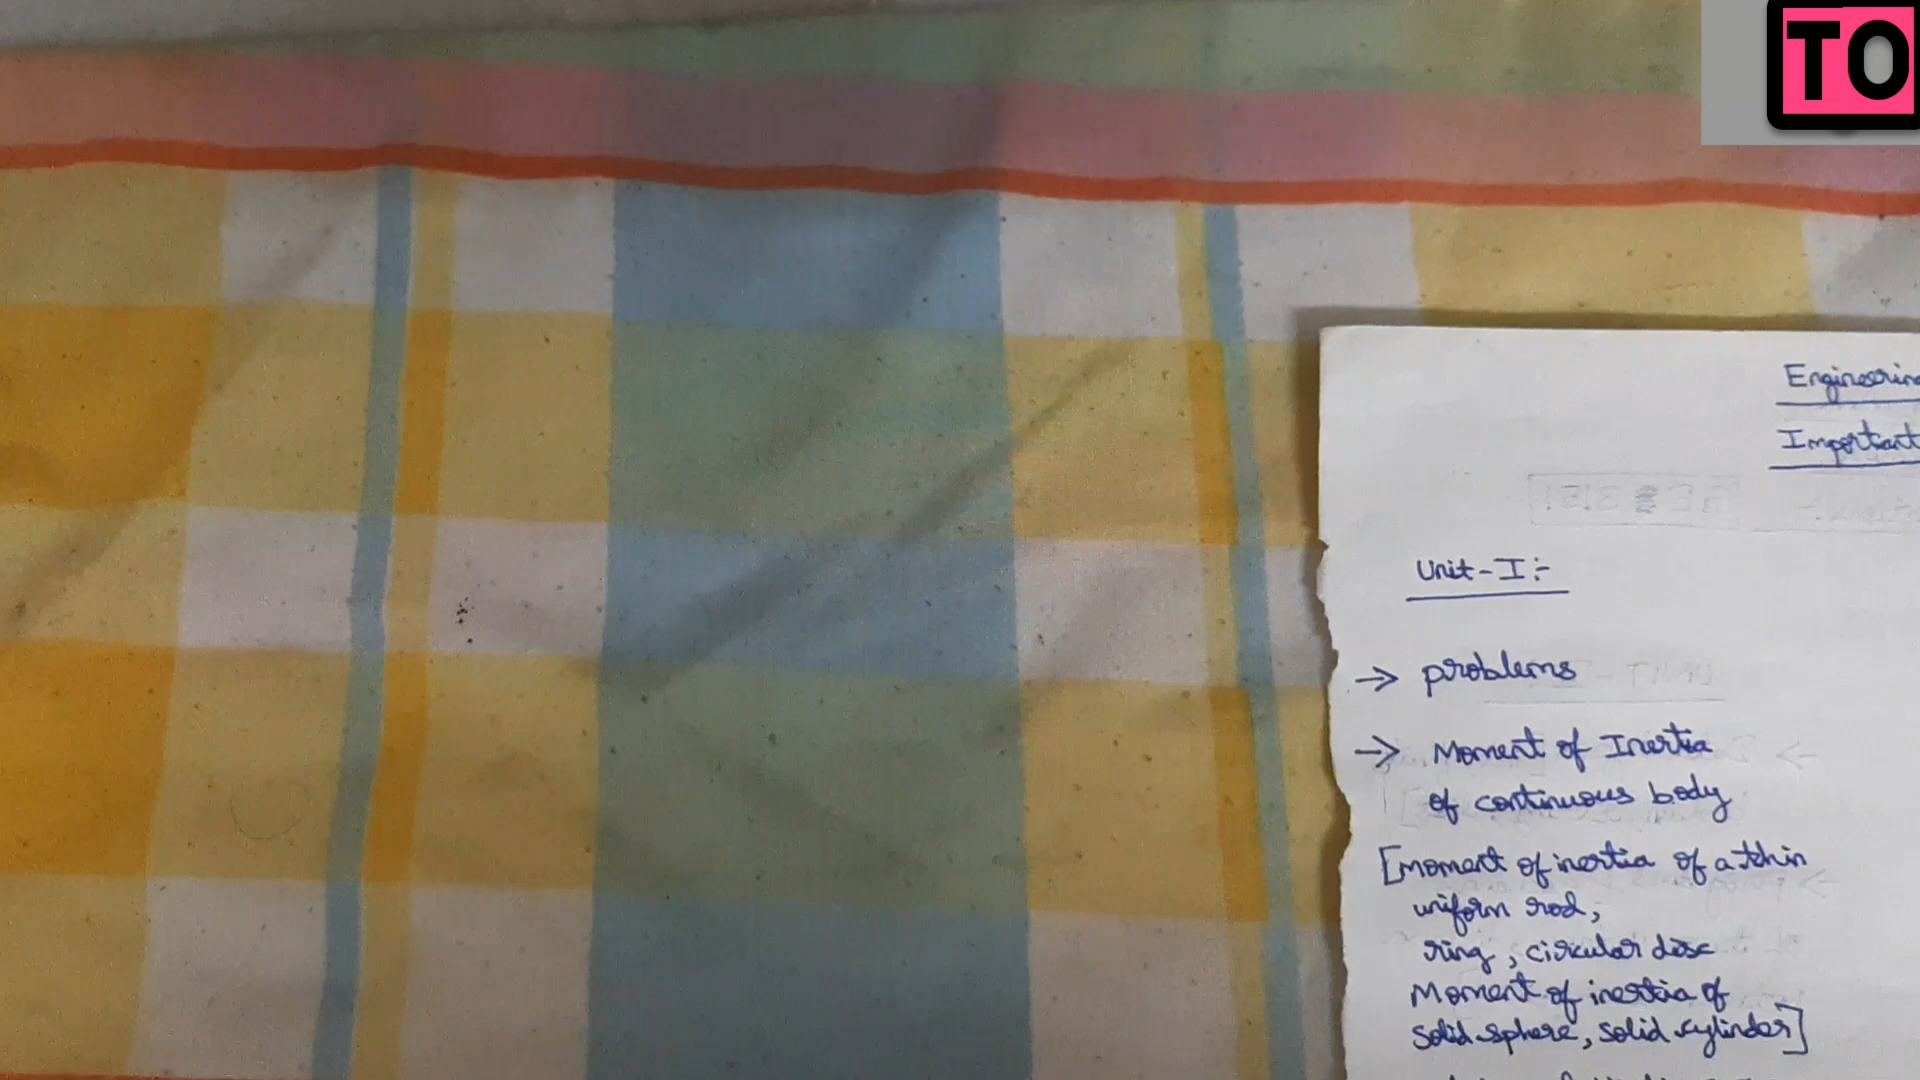 TO
Engineering
Important
Unit-I :-
→ problems
→ Moment of Inertia
of continuous body
[moment of inertia of a thin
uniform rod,
ring, circular disc
Moment of inertia of
solid sphere, solid cylinder]